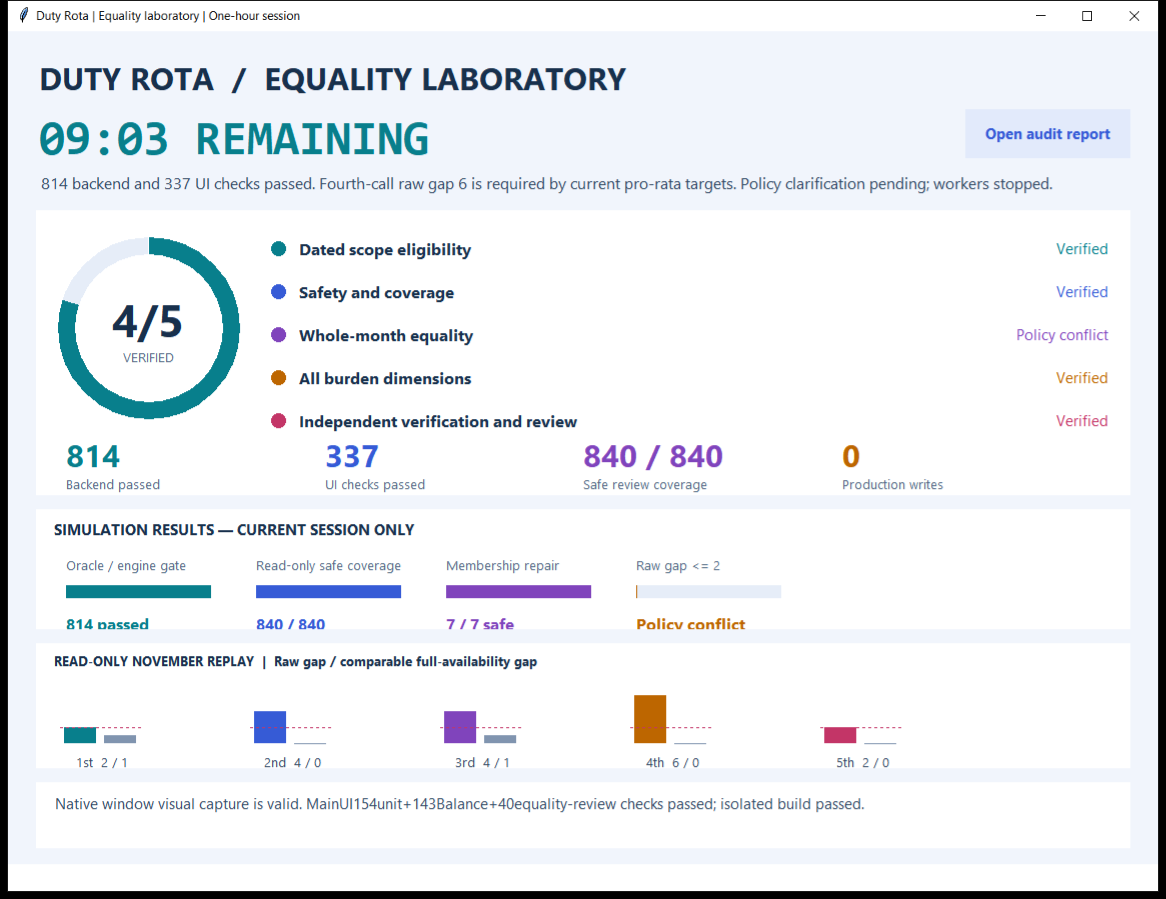 Duty Rota | Equality laboratory | One-hour session
DUTY ROTA / EQUALITY LABORATORY
09:03 REMAINING
Open audit report
814 backend and 337 UI checks passed. Fourth-call raw gap 6 is required by current pro-rata targets. Policy clarification pending; workers stopped.
4/5
VERIFIED
Dated scope eligibility Verified
Safety and coverage Verified
Whole-month equality Policy conflict
All burden dimensions Verified
Independent verification and review Verified
814 337 840 / 840 0
Backend passed UI checks passed Safe review coverage Production writes
SIMULATION RESULTS — CURRENT SESSION ONLY
Oracle / engine gate Read-only safe coverage Membership repair Raw gap <= 2
814 passed 840 / 840 7 / 7 safe Policy conflict
READ-ONLY NOVEMBER REPLAY | Raw gap / comparable full-availability gap
1st 2 / 1 2nd 4 / 0 3rd 4 / 1 4th 6 / 0 5th 2 / 0
Native window visual capture is valid. MainUI154unit+143Balance+40equality-review checks passed; isolated build passed.